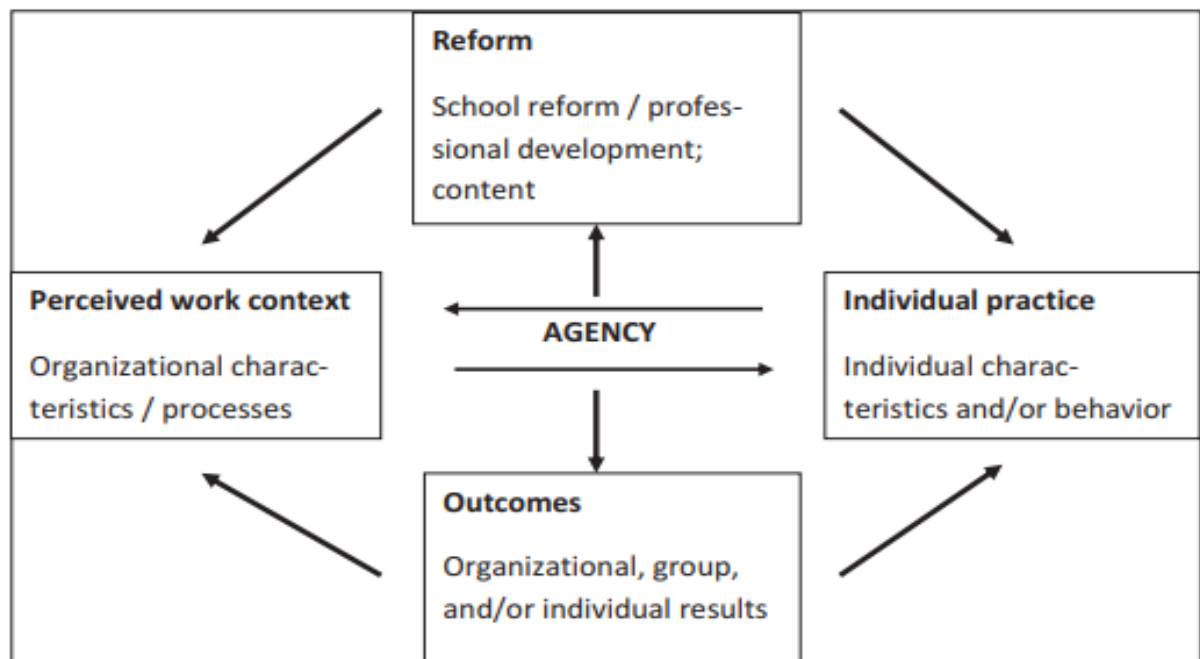 Reform
School reform / profes-
sional development;
content
Perceived work context
Organizational charac-
teristics / processes
AGENCY
Individual practice
Individual charac-
teristics and/or behavior
Outcomes
Organizational, group,
and/or individual results